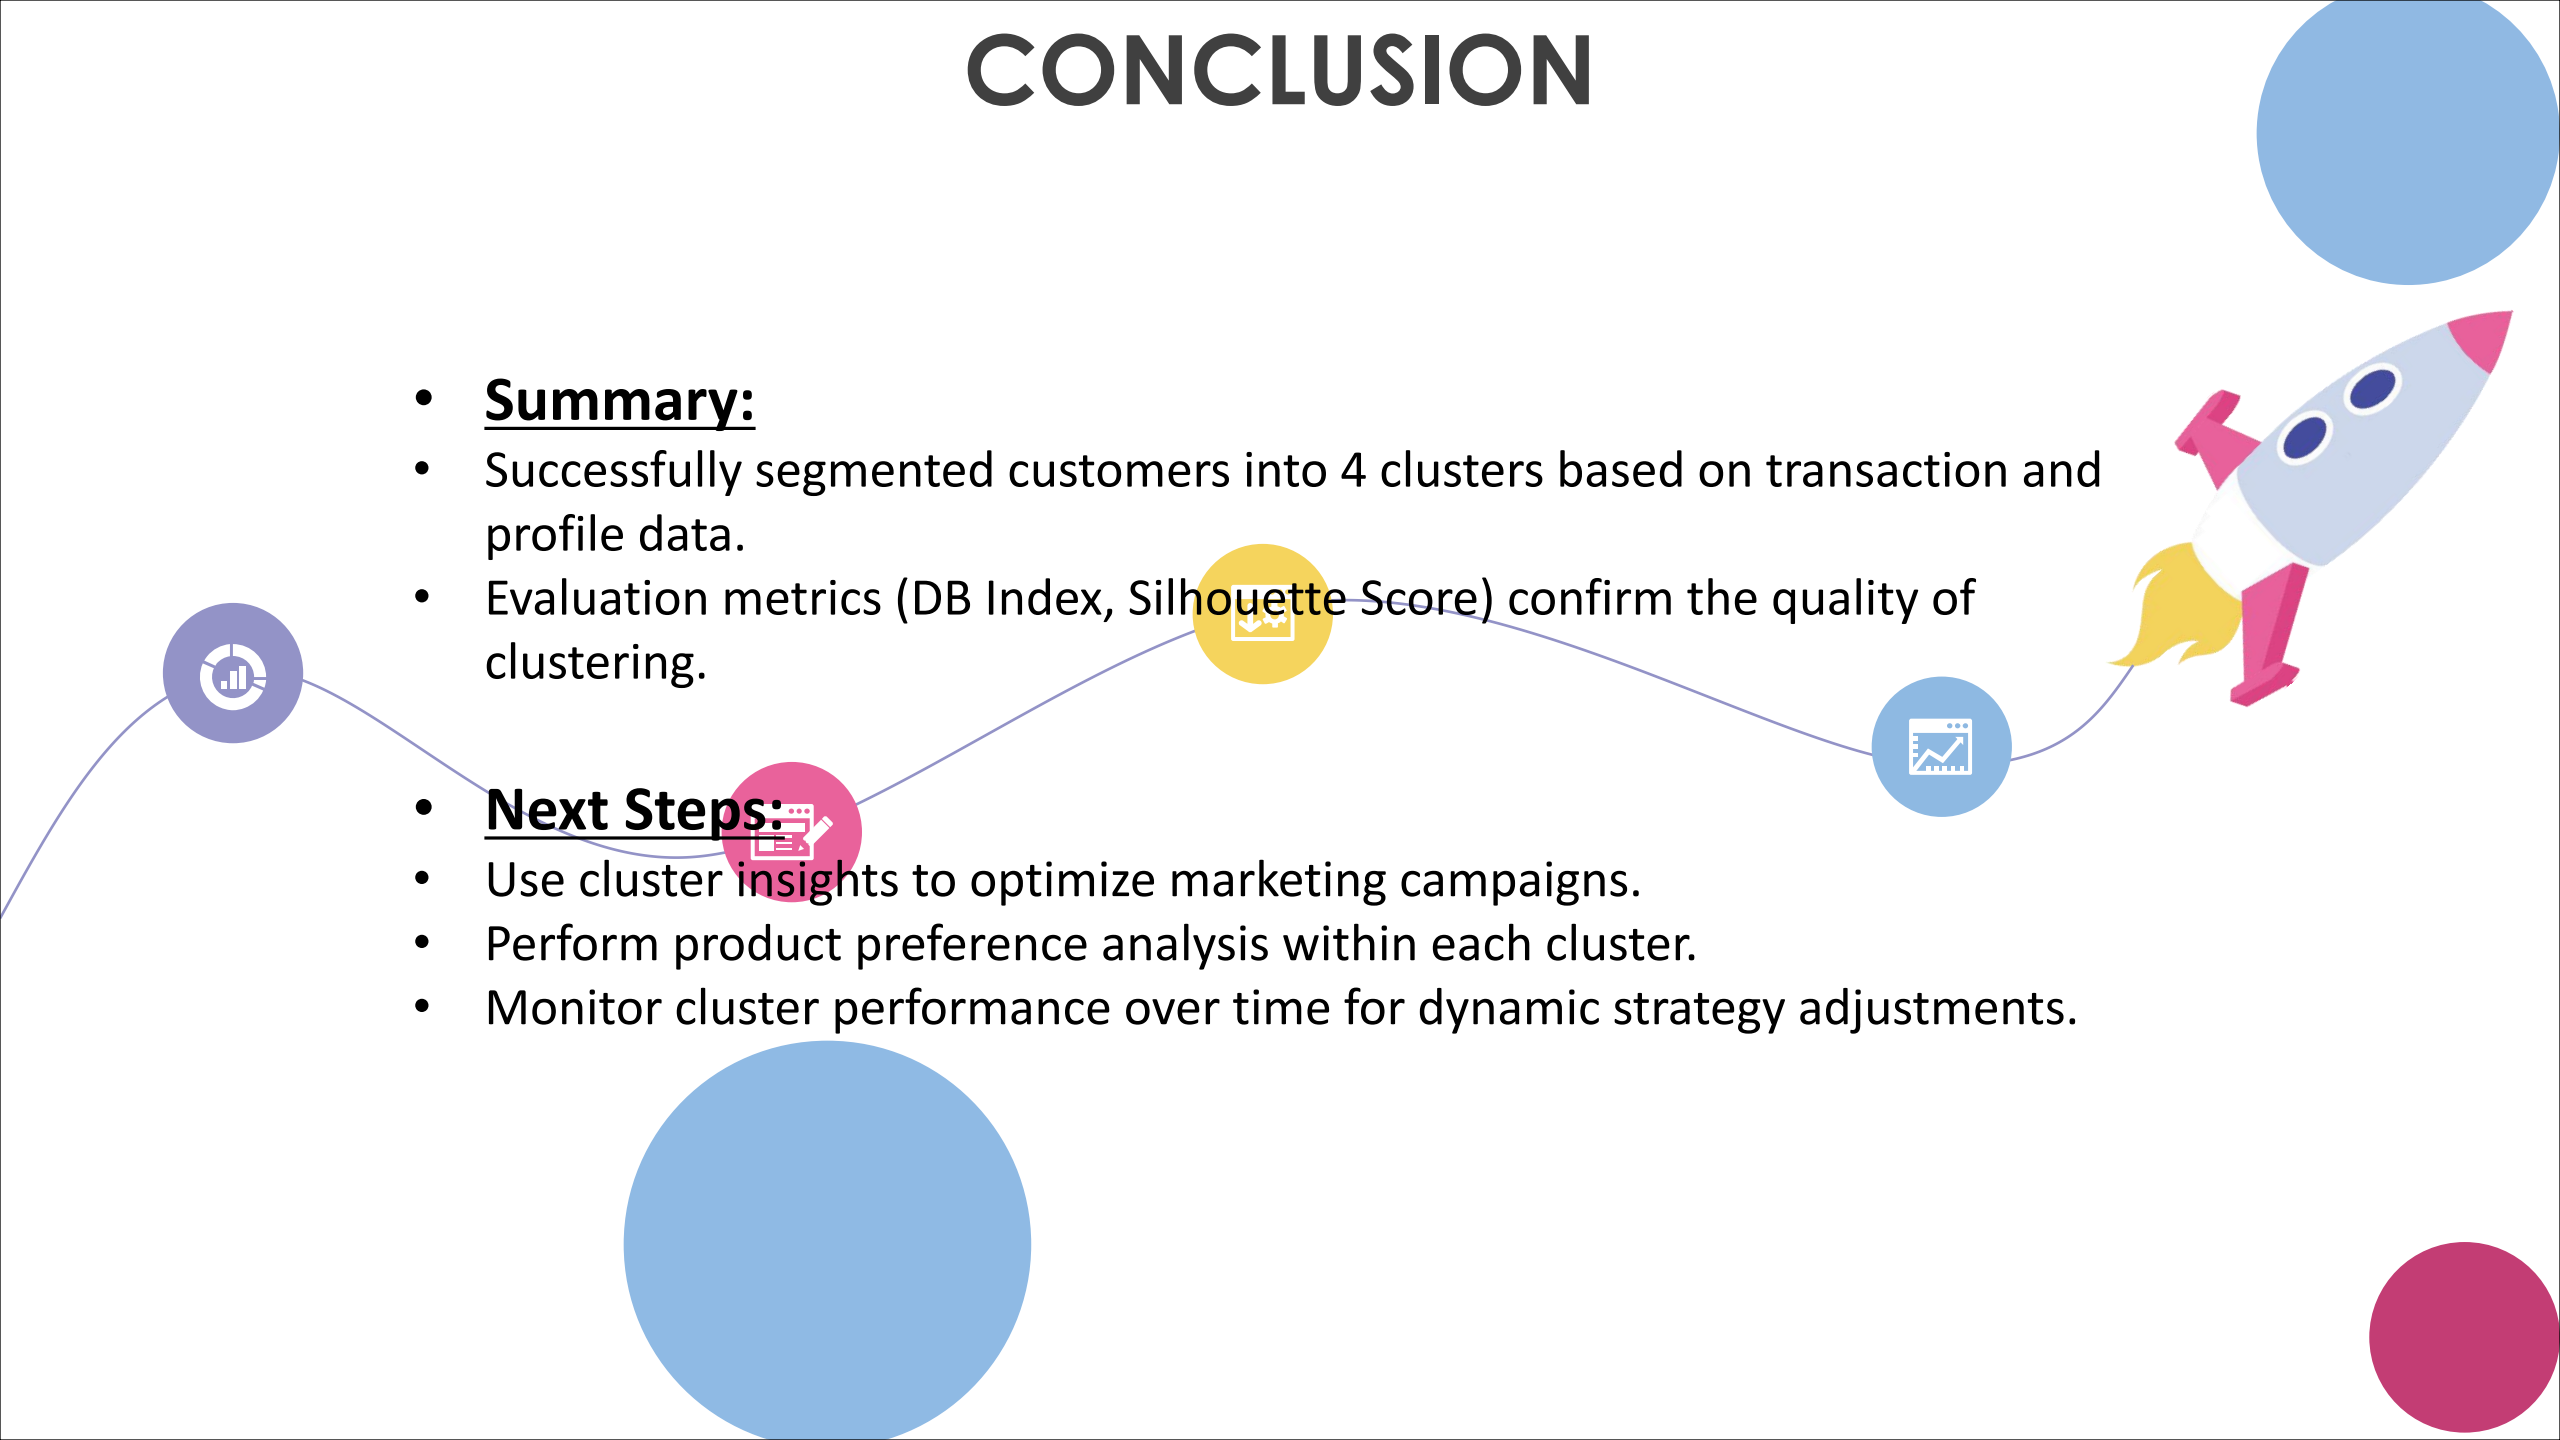 CONCLUSION
• Summary:
• Successfully segmented customers into 4 clusters based on transaction and
profile data.
• Evaluation metrics (DB Index, Silhouette Score) confirm the quality of
clustering.
• Next Steps:
• Use cluster insights to optimize marketing campaigns.
• Perform product preference analysis within each cluster.
• Monitor cluster performance over time for dynamic strategy adjustments.